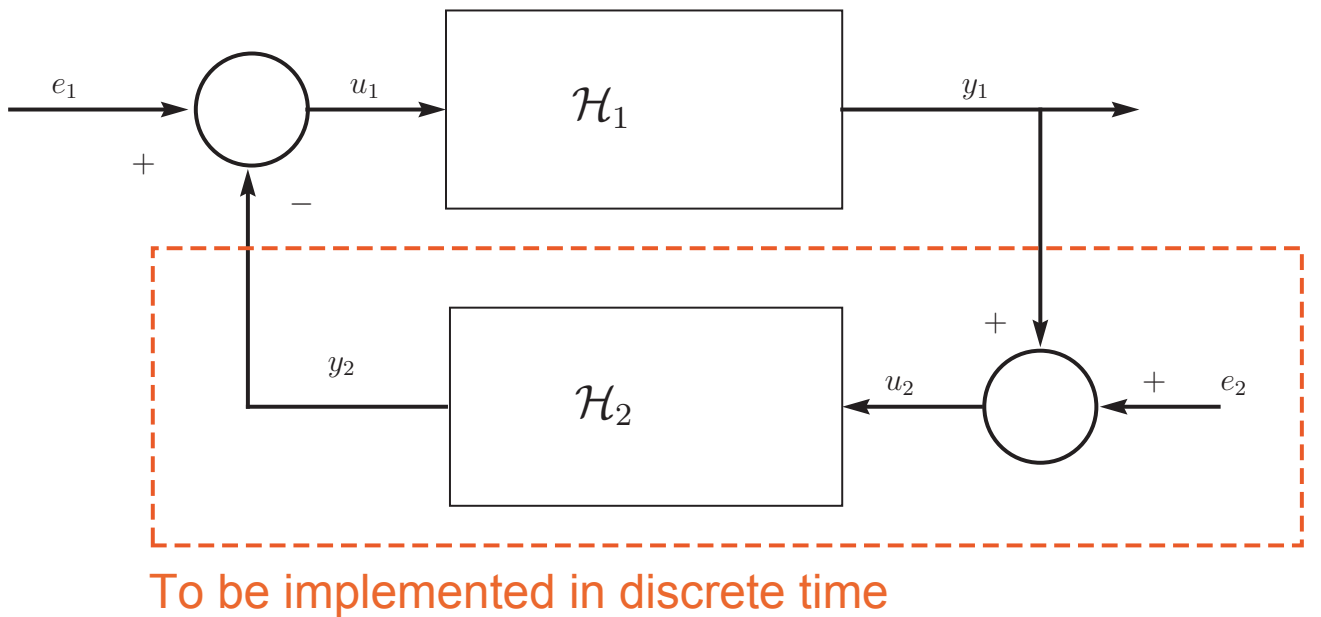 e₁
u₁
ℋ₁
y₁
+
−
y₂
ℋ₂
u₂
+
+
e₂
To be implemented in discrete time